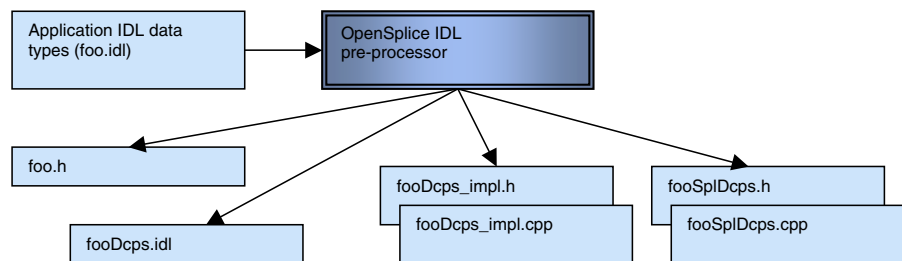 Application IDL data
types (foo.idl)
OpenSplice IDL
pre-processor
foo.h
fooDcps.idl
fooDcps_impl.h
fooDcps_impl.cpp
fooSplDcps.h
fooSplDcps.cpp